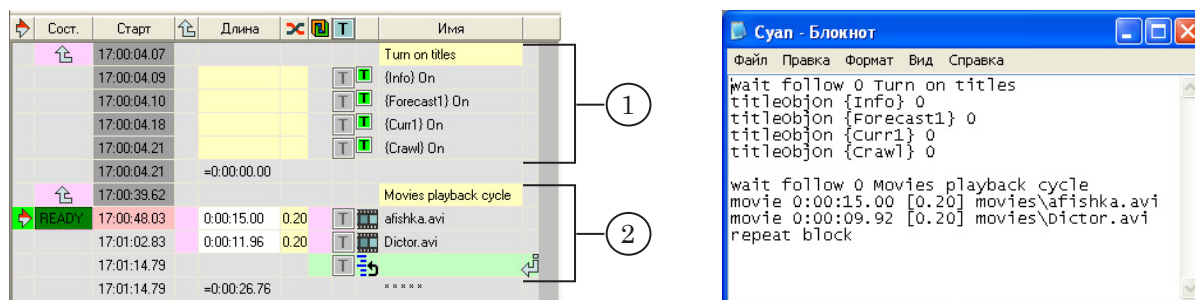 Сост. Старт Длина T Имя
17:00:04.07 Turn on titles
17:00:04.09 T T {Info} On
17:00:04.10 T T {Forecast1} On
17:00:04.18 T T {Curr1} On
17:00:04.21 T T {Crawl} On
17:00:04.21 =0:00:00.00
17:00:39.62 Movies playback cycle
READY 17:00:48.03 0:00:15.00 0.20 T afishka.avi
17:01:02.83 0:00:11.96 0.20 T Dictor.avi
17:01:14.79 T
17:01:14.79 =0:00:26.76 * * * * *
1
2
Cyan - Блокнот
Файл Правка Формат Вид Справка
wait follow 0 Turn on titles
titleObjOn {Info} 0
titleObjOn {Forecast1} 0
titleObjOn {Curr1} 0
titleObjOn {Crawl} 0
wait follow 0 Movies playback cycle
movie 0:00:15.00 [0.20] movies\afishka.avi
movie 0:00:09.92 [0.20] movies\Dictor.avi
repeat block